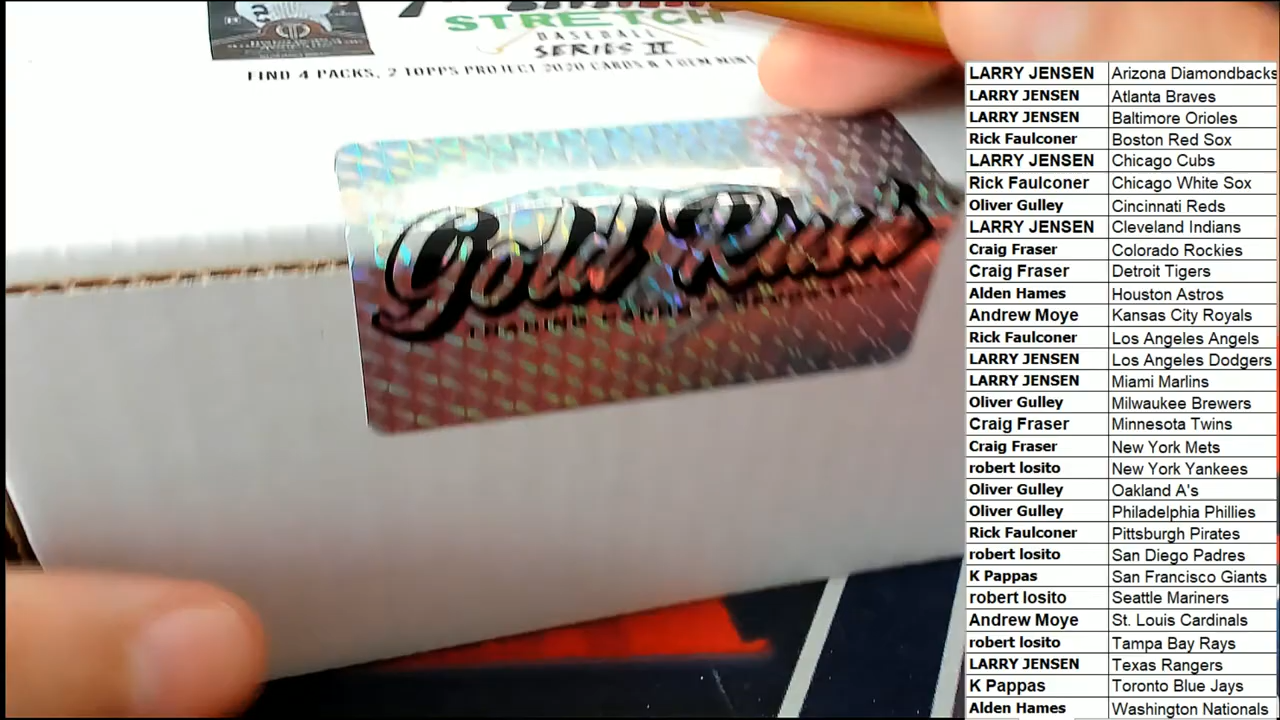 STRETCH
BASEBALL
SERIES II
FIND 4 PACKS, 2 TOPPS PROJECT 2020 CARDS & 1 GEM MINT
Gold Rush
LARRY JENSEN Arizona Diamondbacks
LARRY JENSEN Atlanta Braves
LARRY JENSEN Baltimore Orioles
Rick Faulconer Boston Red Sox
LARRY JENSEN Chicago Cubs
Rick Faulconer Chicago White Sox
Oliver Gulley Cincinnati Reds
LARRY JENSEN Cleveland Indians
Craig Fraser Colorado Rockies
Craig Fraser Detroit Tigers
Alden Hames Houston Astros
Andrew Moye Kansas City Royals
Rick Faulconer Los Angeles Angels
LARRY JENSEN Los Angeles Dodgers
LARRY JENSEN Miami Marlins
Oliver Gulley Milwaukee Brewers
Craig Fraser Minnesota Twins
Craig Fraser New York Mets
robert losito New York Yankees
Oliver Gulley Oakland A's
Oliver Gulley Philadelphia Phillies
Rick Faulconer Pittsburgh Pirates
robert losito San Diego Padres
K Pappas San Francisco Giants
robert losito Seattle Mariners
Andrew Moye St. Louis Cardinals
robert losito Tampa Bay Rays
LARRY JENSEN Texas Rangers
K Pappas Toronto Blue Jays
Alden Hames Washington Nationals